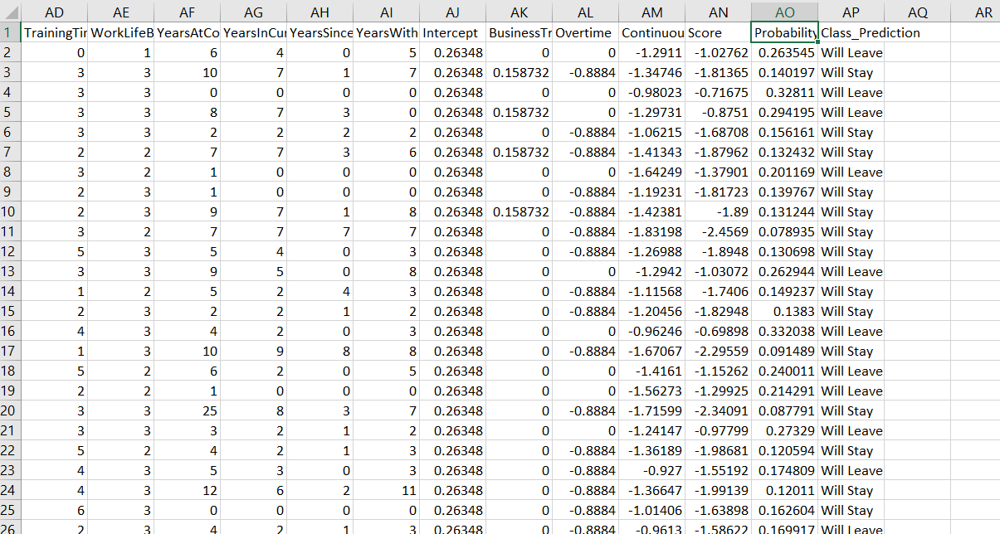 AD AE AF AG AH AI AJ AK AL AM AN AO AP AQ AR
1 TrainingTir WorkLifeB YearsAtCo YearsInCur YearsSince YearsWith Intercept BusinessTr Overtime Continuou Score Probability Class_Prediction
2 0 1 6 4 0 5 0.26348 0 0 -1.2911 -1.02762 0.263545 Will Leave
3 3 3 10 7 1 7 0.26348 0.158732 -0.8884 -1.34746 -1.81365 0.140197 Will Stay
4 3 3 0 0 0 0 0.26348 0 0 -0.98023 -0.71675 0.32811 Will Leave
5 3 3 8 7 3 0 0.26348 0.158732 0 -1.29731 -0.8751 0.294195 Will Leave
6 3 3 2 2 2 2 0.26348 0 -0.8884 -1.06215 -1.68708 0.156161 Will Stay
7 2 2 7 7 3 6 0.26348 0.158732 -0.8884 -1.41343 -1.87962 0.132432 Will Stay
8 3 2 1 0 0 0 0.26348 0 0 -1.64249 -1.37901 0.201169 Will Leave
9 2 3 1 0 0 0 0.26348 0 -0.8884 -1.19231 -1.81723 0.139767 Will Stay
10 2 3 9 7 1 8 0.26348 0.158732 -0.8884 -1.42381 -1.89 0.131244 Will Stay
11 3 2 7 7 7 7 0.26348 0 -0.8884 -1.83198 -2.4569 0.078935 Will Stay
12 5 3 5 4 0 3 0.26348 0 -0.8884 -1.26988 -1.8948 0.130698 Will Stay
13 3 3 9 5 0 8 0.26348 0 0 -1.2942 -1.03072 0.262944 Will Leave
14 1 2 5 2 4 3 0.26348 0 -0.8884 -1.11568 -1.7406 0.149237 Will Stay
15 2 3 2 2 1 2 0.26348 0 -0.8884 -1.20456 -1.82948 0.1383 Will Stay
16 4 3 4 2 0 3 0.26348 0 0 -0.96246 -0.69898 0.332038 Will Leave
17 1 3 10 9 8 8 0.26348 0 -0.8884 -1.67067 -2.29559 0.091489 Will Stay
18 5 2 6 2 0 5 0.26348 0 0 -1.4161 -1.15262 0.240011 Will Leave
19 2 2 1 0 0 0 0.26348 0 0 -1.56273 -1.29925 0.214291 Will Leave
20 3 3 25 8 3 7 0.26348 0 -0.8884 -1.71599 -2.34091 0.087791 Will Stay
21 3 3 3 2 1 2 0.26348 0 0 -1.24147 -0.97799 0.27329 Will Leave
22 5 2 4 2 1 3 0.26348 0 -0.8884 -1.36189 -1.98681 0.120594 Will Stay
23 4 3 5 3 0 3 0.26348 0 -0.8884 -0.927 -1.55192 0.174809 Will Leave
24 4 3 12 6 2 11 0.26348 0 -0.8884 -1.36647 -1.99139 0.12011 Will Stay
25 6 3 0 0 0 0 0.26348 0 -0.8884 -1.01406 -1.63898 0.162604 Will Stay
26 2 3 4 2 1 3 0.26348 0 -0.8884 -0.9613 -1.58622 0.169917 Will Leave